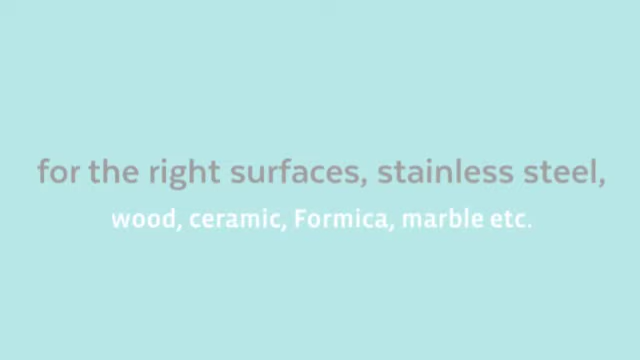 for the right surfaces, stainless steel,
wood, ceramic, Formica, marble etc.